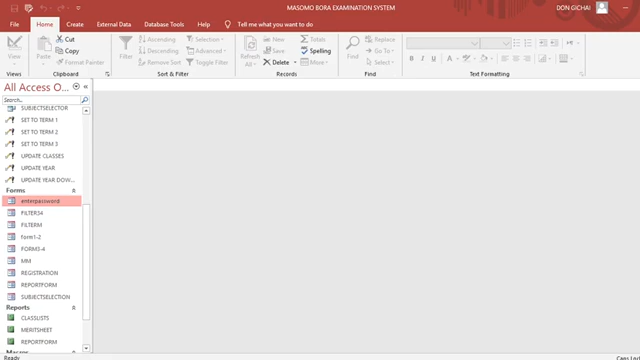 MASOMO BORA EXAMINATION SYSTEM
DON GICHAI
File
Home
Create
External Data
Database Tools
Help
Tell me what you want to do
Views
Paste
Cut
Copy
Format Painter
Clipboard
Filter
Ascending
Descending
Remove Sort
Selection
Advanced
Toggle Filter
Sort & Filter
Refresh
All
New
Save
Delete
Totals
Spelling
More
Records
Find
Replace
Go To
Select
Find
B I U
Text Formatting
All Access O...
Search...
SUBJECTSELECTOR
SET TO TERM 1
SET TO TERM 2
SET TO TERM 3
UPDATE CLASSES
UPDATE YEAR
UPDATE YEAR DOW...
Forms
enterpassword
FILTER34
FILTERM
form1-2
FORM3-4
MM
REGISTRATION
REPORTFORM
SUBJECTSELECTION
Reports
CLASSLISTS
MERITSHEET
REPORTFORM
Macros
Ready
Caps Loc